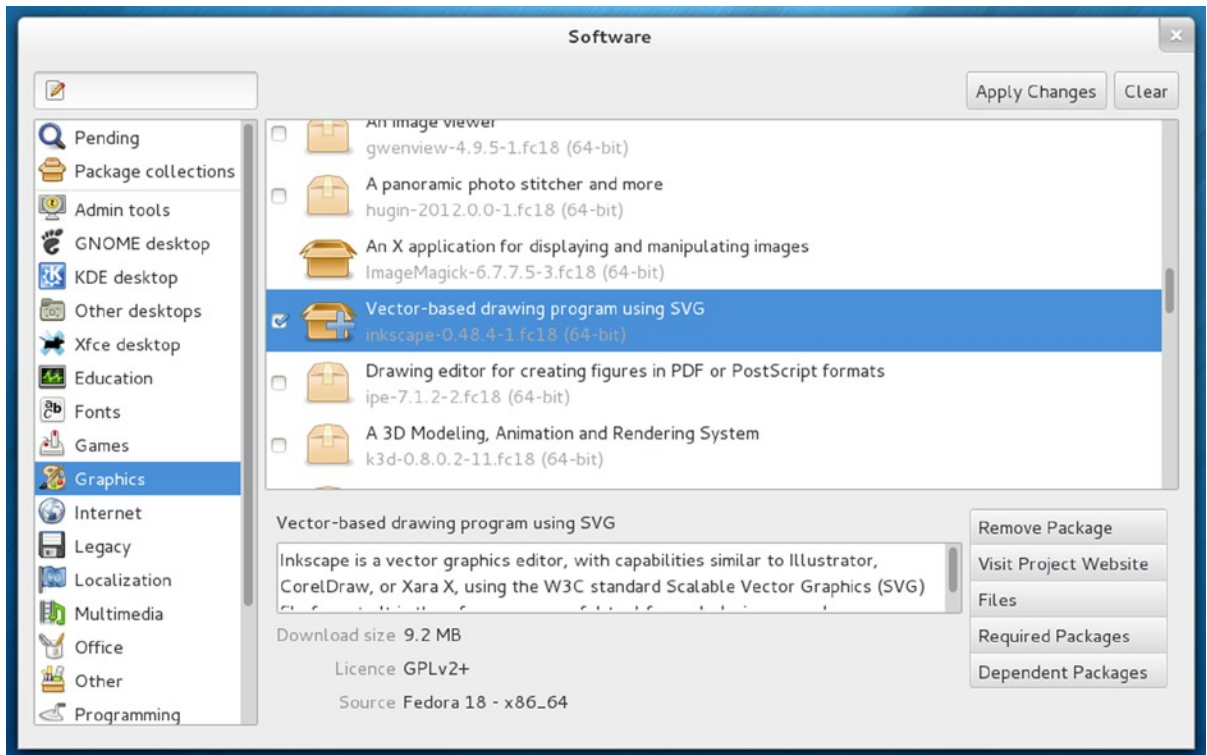 Software
Apply Changes
Clear
Pending
Package collections
Admin tools
GNOME desktop
KDE desktop
Other desktops
Xfce desktop
Education
Fonts
Games
Graphics
Internet
Legacy
Localization
Multimedia
Office
Other
Programming
An image viewer
gwenview-4.9.5-1.fc18 (64-bit)
A panoramic photo stitcher and more
hugin-2012.0.0-1.fc18 (64-bit)
An X application for displaying and manipulating images
ImageMagick-6.7.7.5-3.fc18 (64-bit)
Vector-based drawing program using SVG
inkscape-0.48.4-1.fc18 (64-bit)
Drawing editor for creating figures in PDF or PostScript formats
ipe-7.1.2-2.fc18 (64-bit)
A 3D Modeling, Animation and Rendering System
k3d-0.8.0.2-11.fc18 (64-bit)
Vector-based drawing program using SVG
Inkscape is a vector graphics editor, with capabilities similar to Illustrator,
CorelDraw, or Xara X, using the W3C standard Scalable Vector Graphics (SVG)
Download size 9.2 MB
Licence GPLv2+
Source Fedora 18 - x86_64
Remove Package
Visit Project Website
Files
Required Packages
Dependent Packages